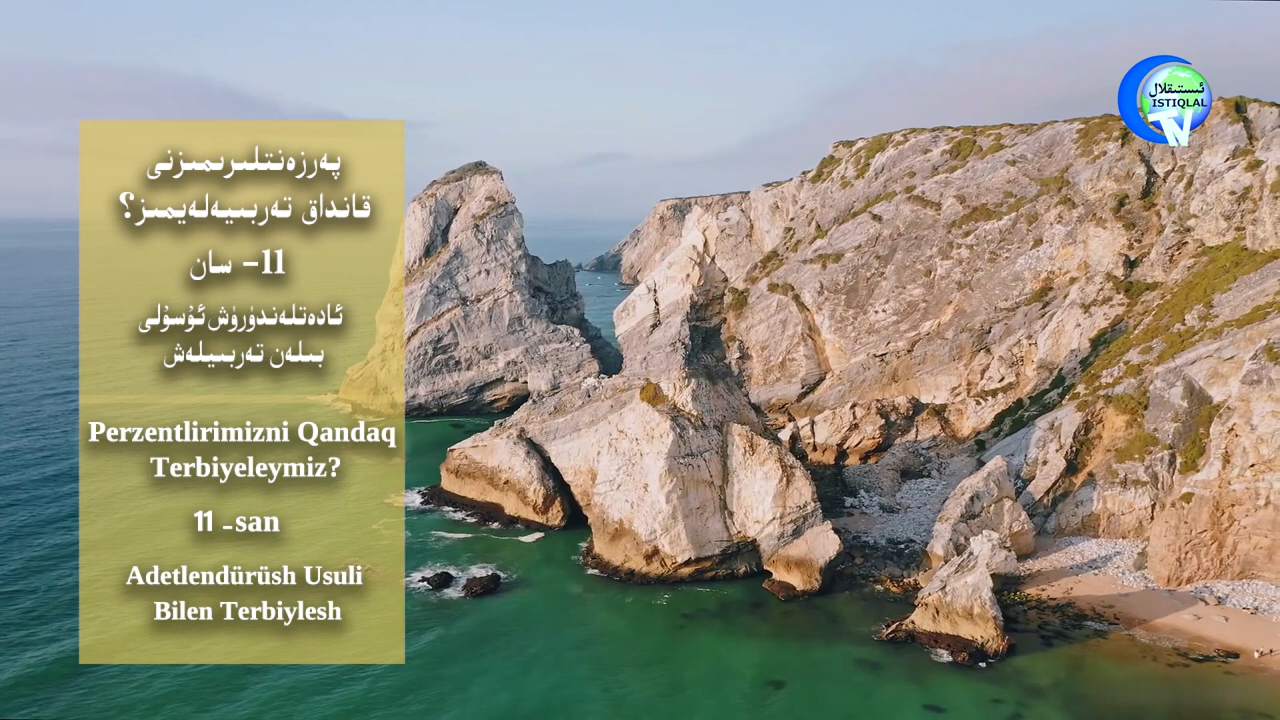 پەرزەنتلىرىمىزنى
قانداق تەربىيەلەيمىز؟
11- سان
ئادەتلەندۈرۈش ئۇسۇلى
بىلەن تەربىيلەش
Perzentlirimizni Qandaq
Terbiyeleymiz?
11 -san
Adetlendürüsh Usuli
Bilen Terbiylesh
ئىستىقلال
ISTIQLAL
TV